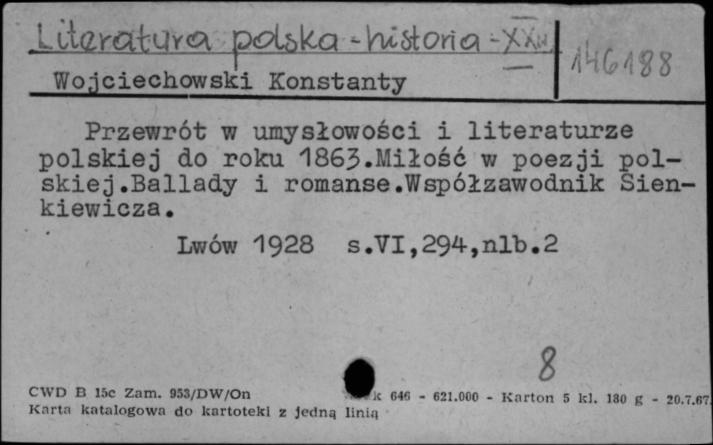 Literatura polska - historia - XXw.
146188
Wojciechowski Konstanty
Przewrót w umysłowości i literaturze
polskiej do roku 1863.Miłość w poezji pol-
skiej.Ballady i romanse.Współzawodnik Sien-
kiewicza.
Lwów 1928 s.VI,294,nlb.2
8
CWD B 15c Zam. 953/DW/On k 646 - 621.000 - Karton 5 kl. 180 g - 20.7.67
Karta katalogowa do kartoteki z jedną linią